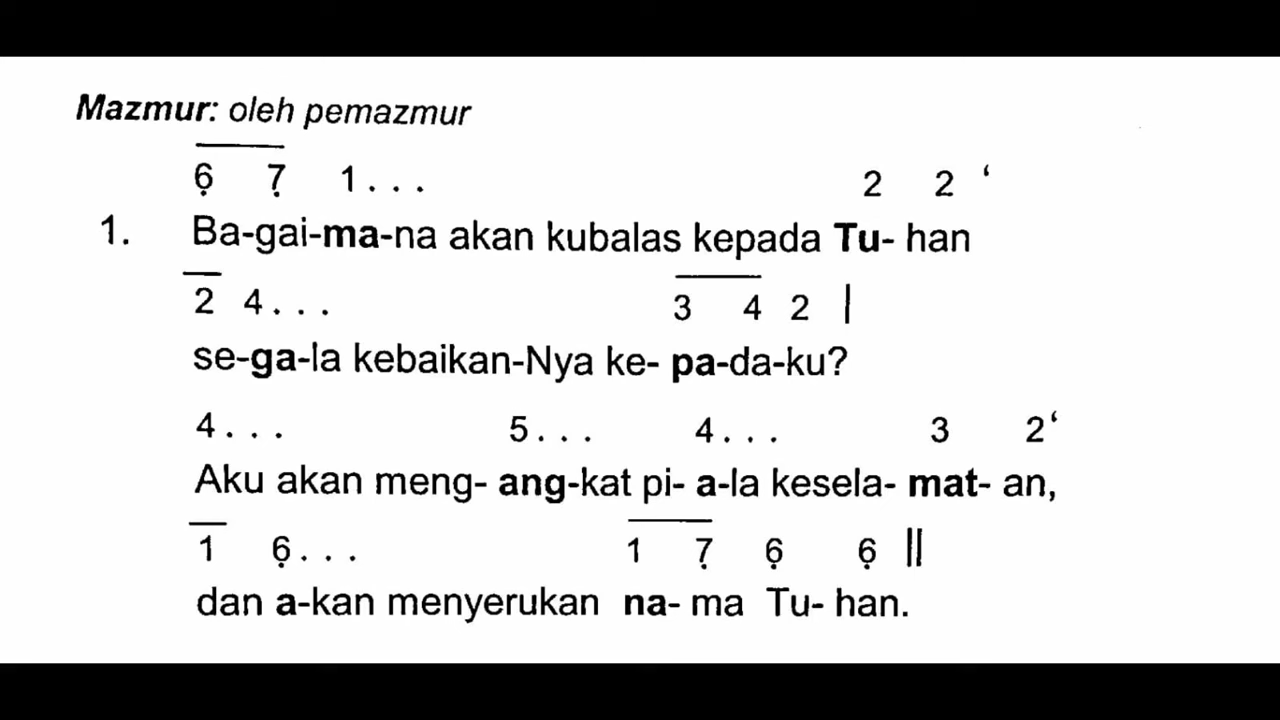 Mazmur: oleh pemazmur
6̣ 7̣ 1 . . . 2 2 ‘
1. Ba-gai-ma-na akan kubalas kepada Tu- han
2 4 . . . 3 4 2 |
se-ga-la kebaikan-Nya ke- pa-da-ku?
4 . . . 5 . . . 4 . . . 3 2‘
Aku akan meng- ang-kat pi- a-la kesela- mat- an,
1 6̣ . . . 1 7̣ 6̣ 6̣ ||
dan a-kan menyerukan na- ma Tu- han.